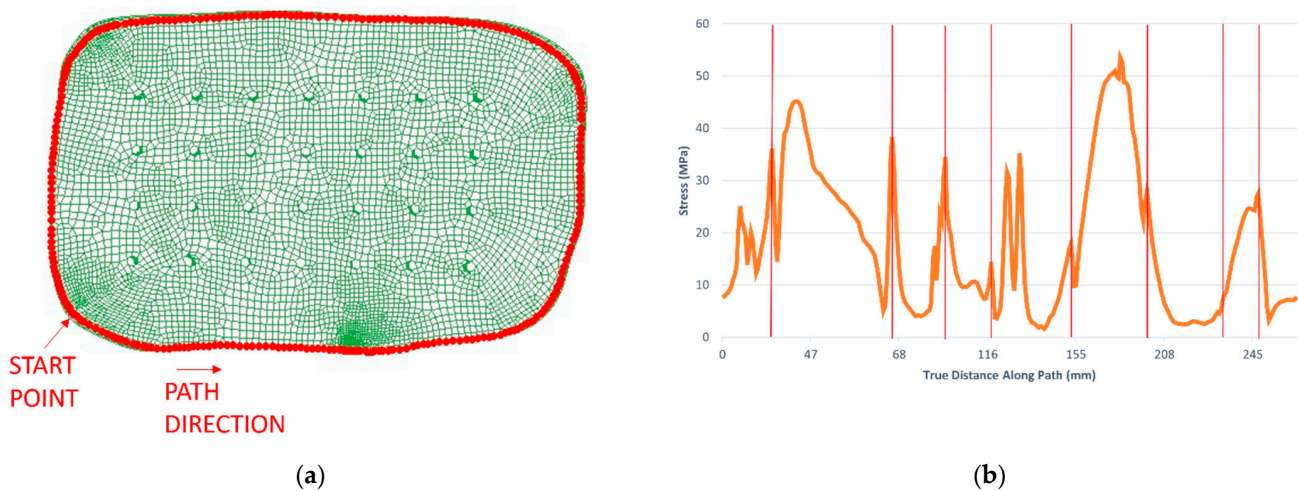 START
POINT
PATH
DIRECTION
(a)
60
50
40
30
20
10
0
Stress (MPa)
0 47 68 116 155 208 245
True Distance Along Path (mm)
(b)